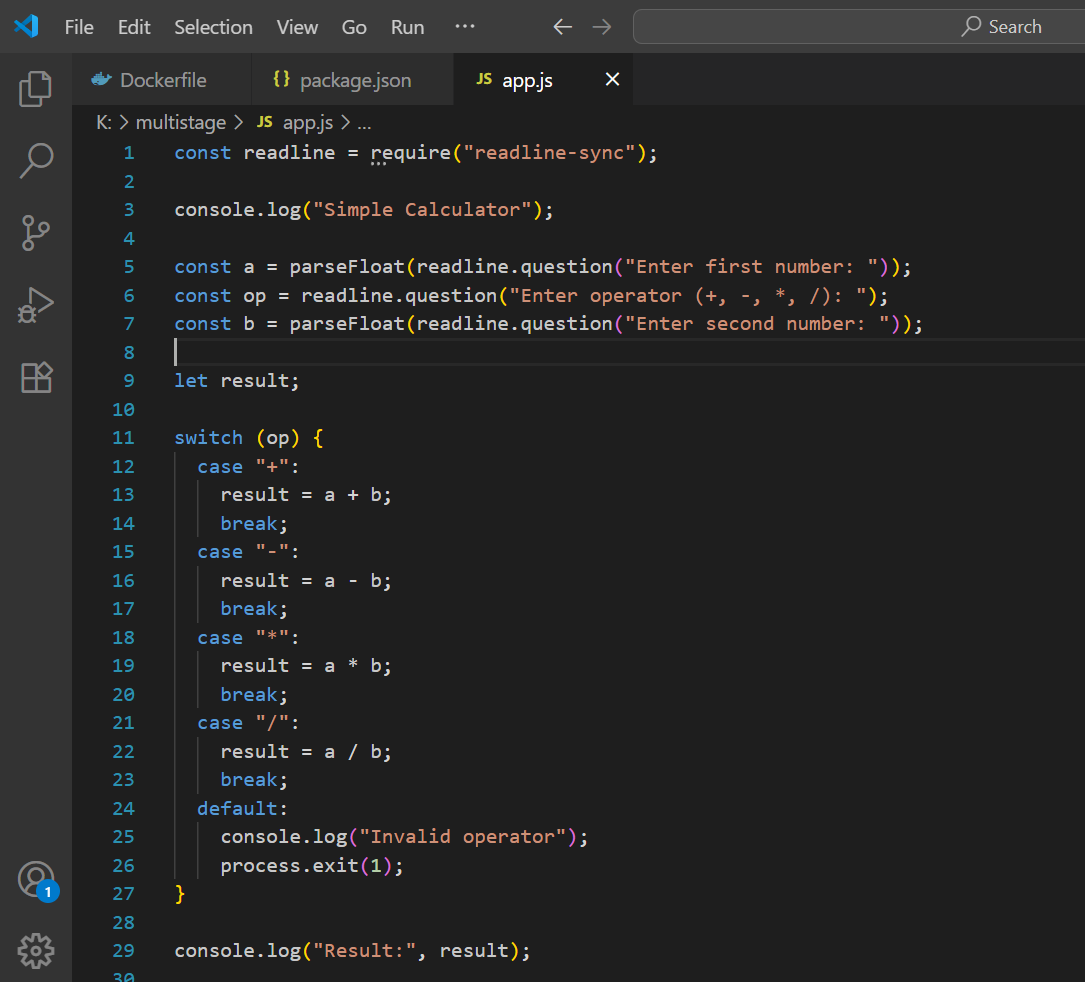 File Edit Selection View Go Run ··· Search
Dockerfile {} package.json JS app.js
K: > multistage > JS app.js > ...
1 const readline = require("readline-sync");
2
3 console.log("Simple Calculator");
4
5 const a = parseFloat(readline.question("Enter first number: "));
6 const op = readline.question("Enter operator (+, -, *, /): ");
7 const b = parseFloat(readline.question("Enter second number: "));
8
9 let result;
10
11 switch (op) {
12   case "+":
13     result = a + b;
14     break;
15   case "-":
16     result = a - b;
17     break;
18   case "*":
19     result = a * b;
20     break;
21   case "/":
22     result = a / b;
23     break;
24   default:
25     console.log("Invalid operator");
26     process.exit(1);
27 }
28
29 console.log("Result:", result);
30
1